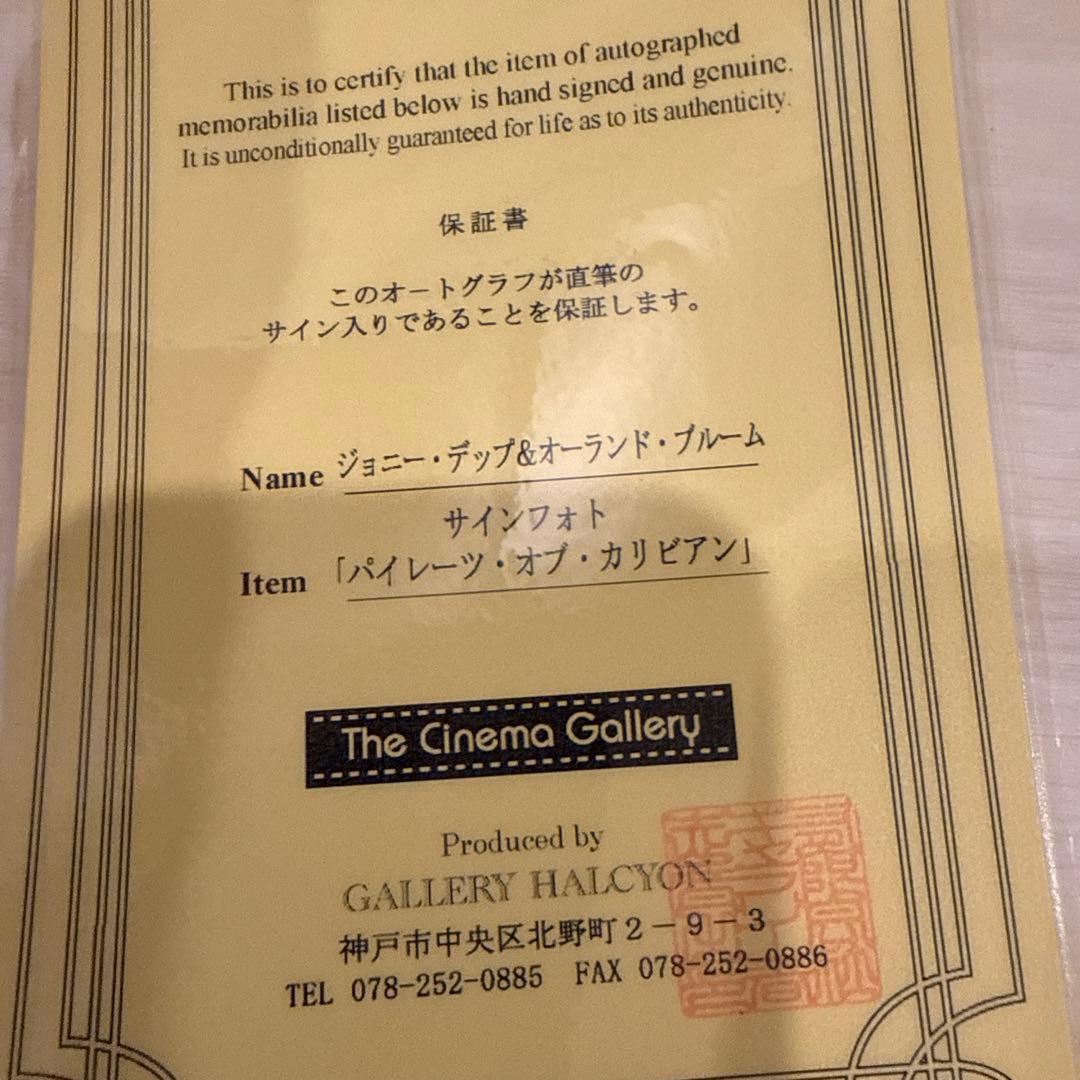 This is to certify that the item of autographed
memorabilia listed below is hand signed and genuine.
It is unconditionally guaranteed for life as to its authenticity.
保証書
このオートグラフが直筆の
サイン入りであることを保証します。
Name ジョニー・デップ&オーランド・ブルーム
サインフォト
Item 「パイレーツ・オブ・カリビアン」
The Cinema Gallery
Produced by
GALLERY HALCYON
神戸市中央区北野町2-9-3
TEL 078-252-0885 FAX 078-252-0886